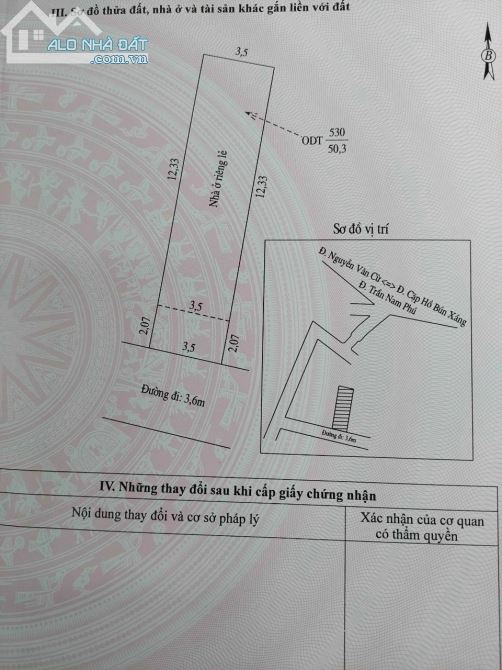 III. Sơ đồ thửa đất, nhà ở và tài sản khác gắn liền với đất
ALO NHÀ ĐẤT
.com.vn
3,5
B
ODT 530
50,3
12,33
Nhà ở riêng lẻ
12,33
Sơ đồ vị trí
Đ. Nguyễn Văn Cừ <=> Đ. Cặp Hồ Bún Xáng
Đ. Trần Nam Phú
3,5
2,07
3,5
2,07
Đường đi: 3,6m
Đường đi: 3.6m
IV. Những thay đổi sau khi cấp giấy chứng nhận
Nội dung thay đổi và cơ sở pháp lý
Xác nhận của cơ quan
có thẩm quyền